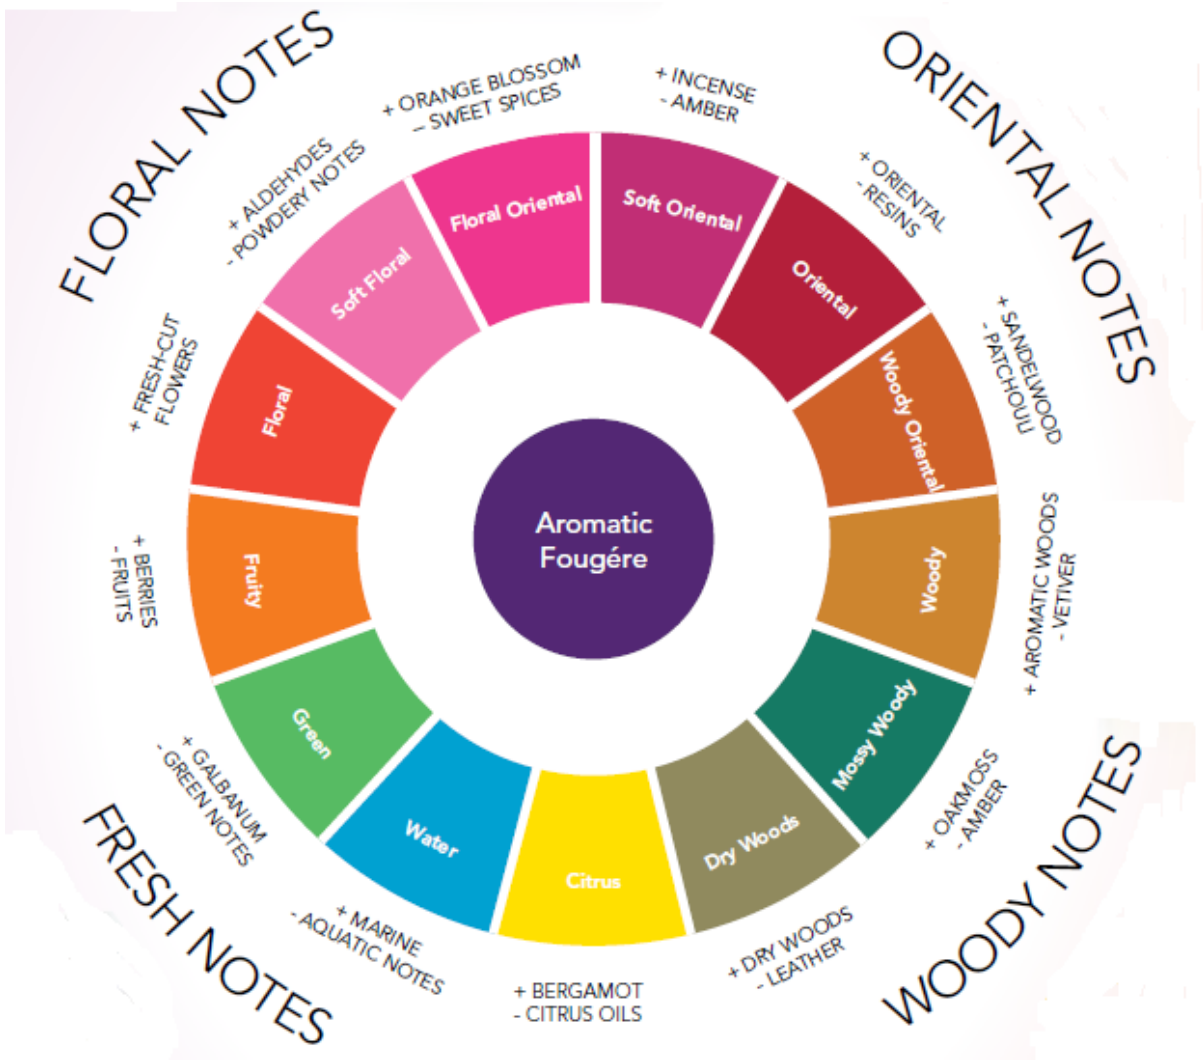 FLORAL NOTES
ORIENTAL NOTES
WOODY NOTES
FRESH NOTES
+ ORANGE BLOSSOM
– SWEET SPICES
Floral Oriental
+ INCENSE
- AMBER
Soft Oriental
+ ORIENTAL
- RESINS
Oriental
+ SANDELWOOD
- PATCHOULI
Woody Oriental
+ AROMATIC WOODS
- VETIVER
Woody
+ OAKMOSS
- AMBER
Mossy Woody
+ DRY WOODS
- LEATHER
Dry Woods
+ BERGAMOT
- CITRUS OILS
Citrus
+ MARINE
- AQUATIC NOTES
Water
+ GALBANUM
- GREEN NOTES
Green
+ BERRIES
- FRUITS
Fruity
+ FRESH-CUT
FLOWERS
Floral
+ ALDEHYDES
- POWDERY NOTES
Soft Floral
Aromatic
Fougére